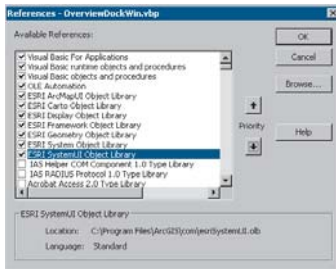 References - OverviewDockWin.vbp
Available References:
Visual Basic For Applications
Visual Basic runtime objects and procedures
Visual Basic objects and procedures
OLE Automation
ESRI ArcMapUI Object Library
ESRI Carto Object Library
ESRI Display Object Library
ESRI Framework Object Library
ESRI Geometry Object Library
ESRI System Object Library
ESRI SystemUI Object Library
IAS Helper COM Component 1.0 Type Library
IAS RADIUS Protocol 1.0 Type Library
Acrobat Access 2.0 Type Library
OK
Cancel
Browse...
Priority
Help
ESRI SystemUI Object Library
Location: C:\Program Files\ArcGIS\com\esriSystemUI.olb
Language: Standard